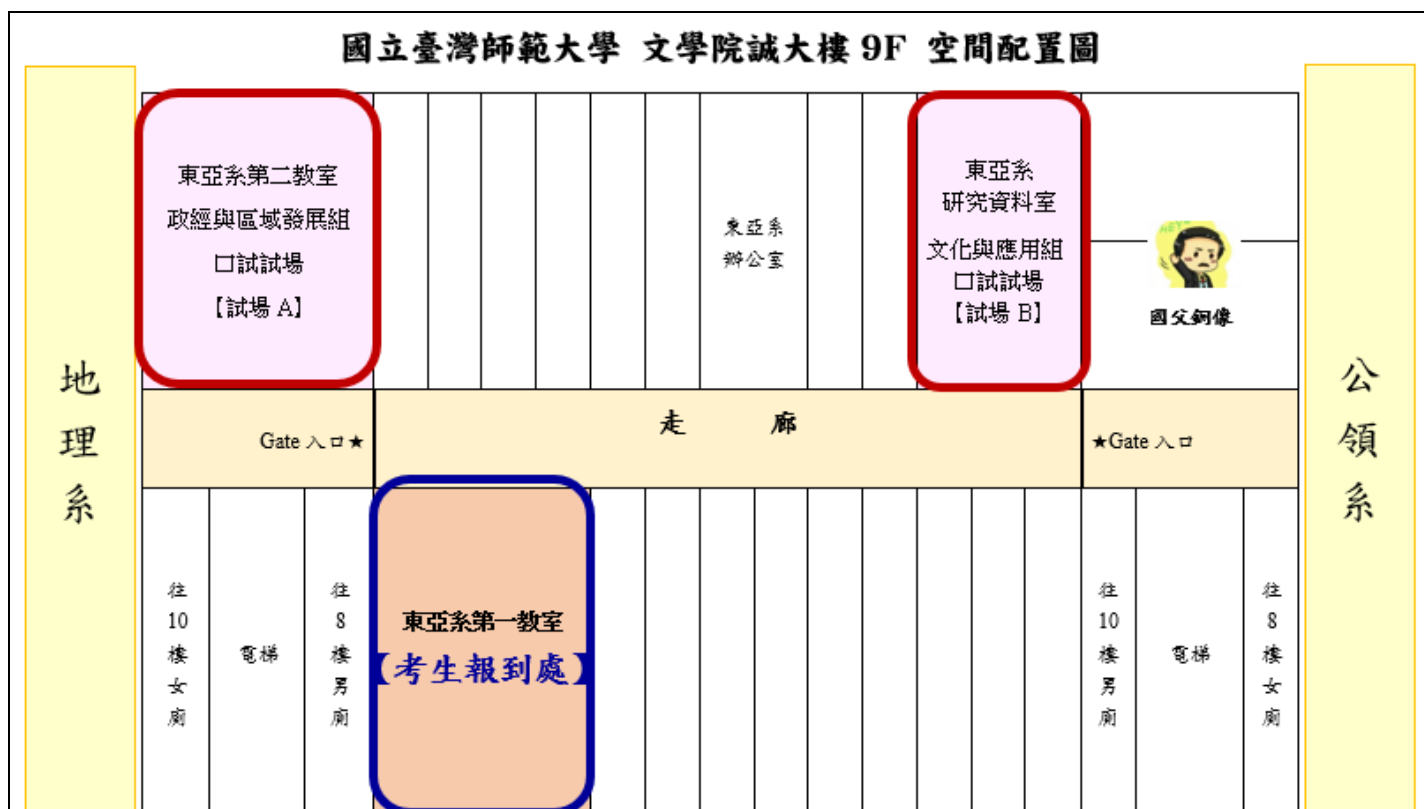 國立臺灣師範大學 文學院誠大樓 9F 空間配置圖
地理系
東亞系第二教室
政經與區域發展組
口試試場
【試場 A】
東亞系
辦公室
東亞系
研究資料室
文化與應用組
口試試場
【試場 B】
國父銅像
公領系
Gate 入口★
走 廊
★Gate 入口
往
10
樓
女
廁
電梯
往
8
樓
男
廁
東亞系第一教室
【考生報到處】
往
10
樓
男
廁
電梯
往
8
樓
女
廁